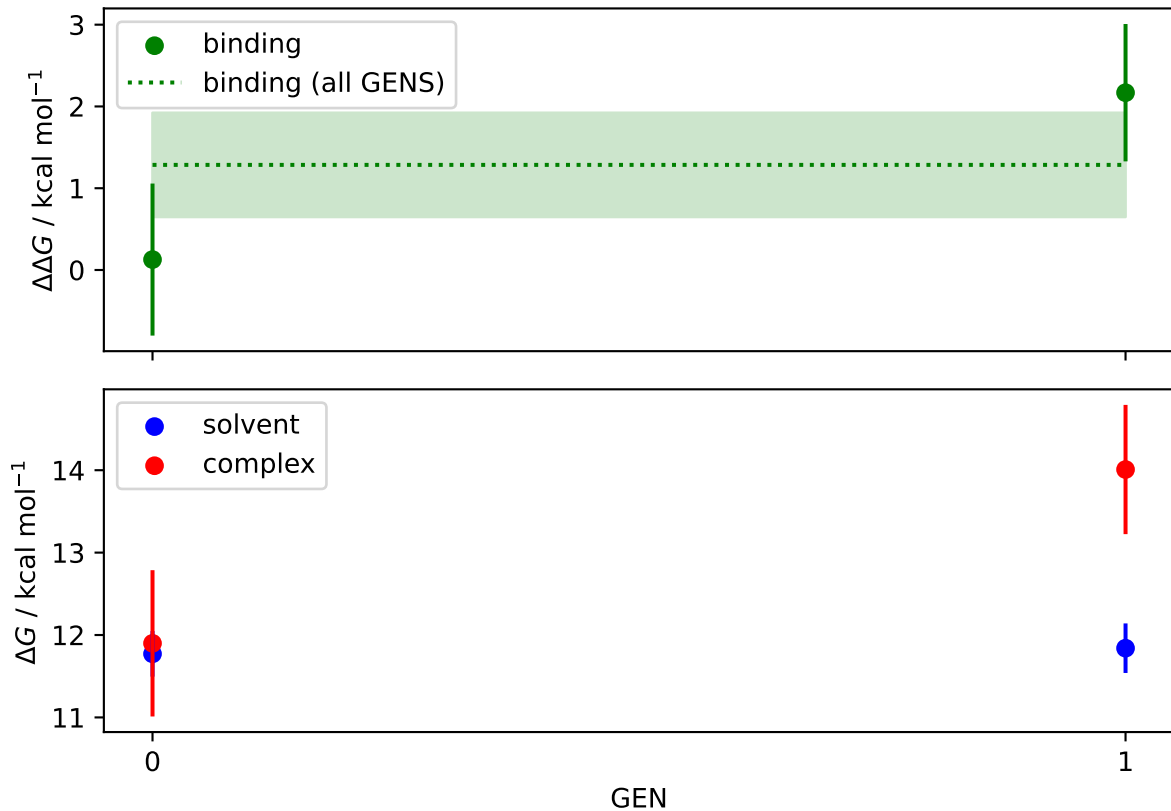 3
2
1
0
ΔΔG / kcal mol⁻¹
binding
binding (all GENS)
14
13
12
11
ΔG / kcal mol⁻¹
solvent
complex
0
1
GEN